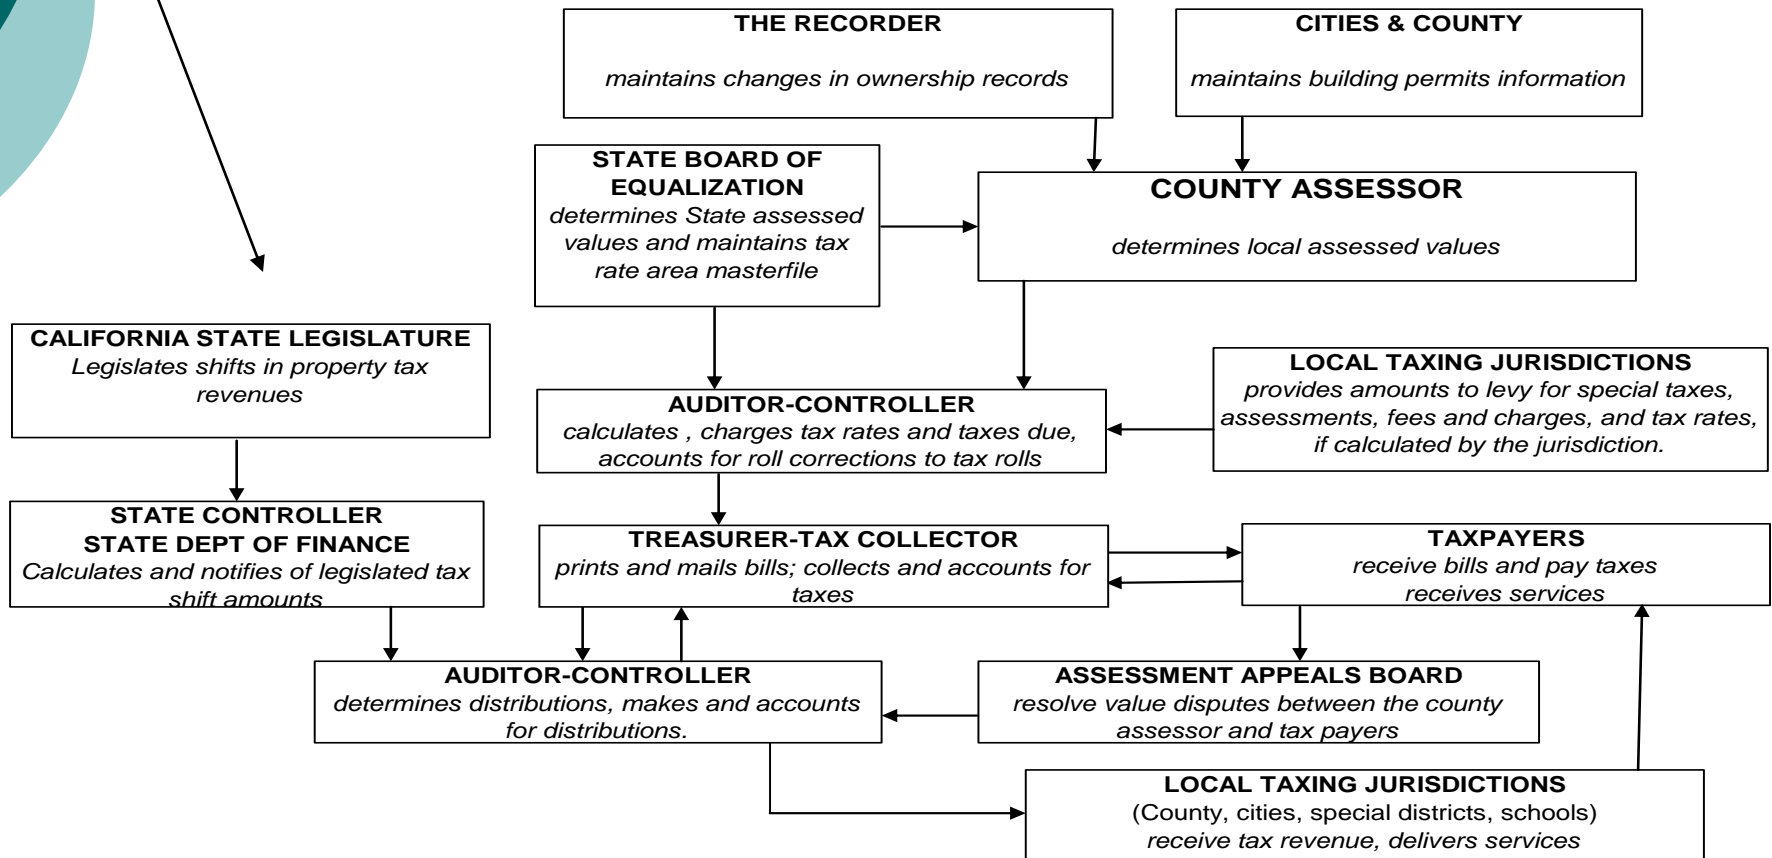 THE RECORDER
maintains changes in ownership records
CITIES & COUNTY
maintains building permits information
STATE BOARD OF
EQUALIZATION
determines State assessed
values and maintains tax
rate area masterfile
COUNTY ASSESSOR
determines local assessed values
CALIFORNIA STATE LEGISLATURE
Legislates shifts in property tax
revenues
LOCAL TAXING JURISDICTIONS
provides amounts to levy for special taxes,
assessments, fees and charges, and tax rates,
if calculated by the jurisdiction.
AUDITOR-CONTROLLER
calculates , charges tax rates and taxes due,
accounts for roll corrections to tax rolls
STATE CONTROLLER
STATE DEPT OF FINANCE
Calculates and notifies of legislated tax
shift amounts
TREASURER-TAX COLLECTOR
prints and mails bills; collects and accounts for
taxes
TAXPAYERS
receive bills and pay taxes
receives services
AUDITOR-CONTROLLER
determines distributions, makes and accounts
for distributions.
ASSESSMENT APPEALS BOARD
resolve value disputes between the county
assessor and tax payers
LOCAL TAXING JURISDICTIONS
(County, cities, special districts, schools)
receive tax revenue, delivers services